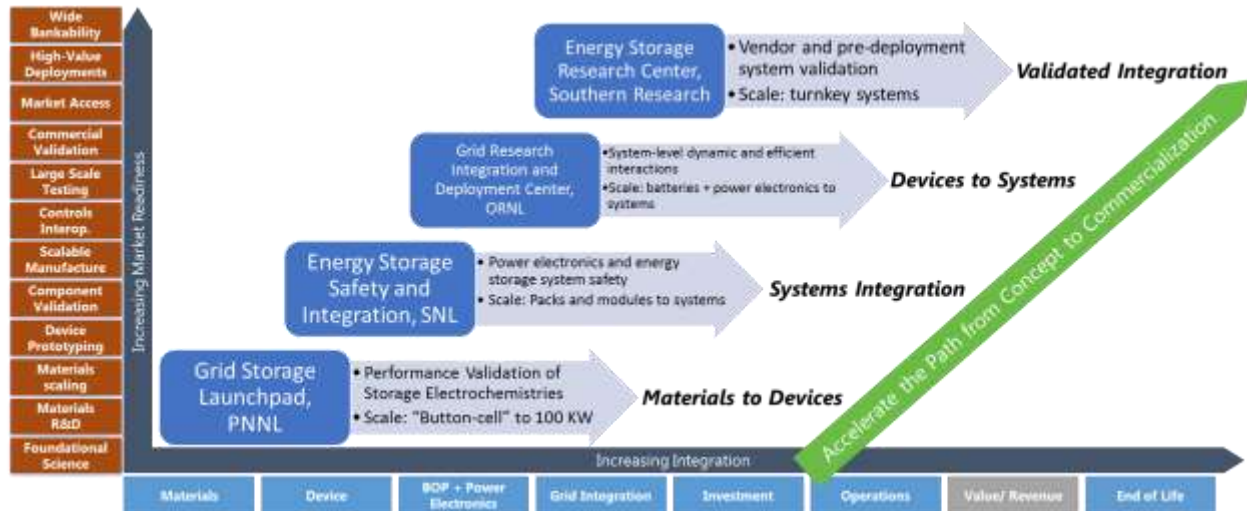 Wide
Bankability
High-Value
Deployments
Market Access
Commercial
Validation
Large Scale
Testing
Controls
Interop.
Scalable
Manufacture
Component
Validation
Device
Prototyping
Materials
scaling
Materials
R&D
Foundational
Science
Increasing Market Readiness
Energy Storage
Research Center,
Southern Research
• Vendor and pre-deployment
system validation
• Scale: turnkey systems
Validated Integration
Grid Research
Integration and
Deployment Center,
ORNL
•System-level dynamic and efficient
interactions
•Scale: batteries + power electronics to
systems
Devices to Systems
Energy Storage
Safety and
Integration, SNL
• Power electronics and energy
storage system safety
• Scale: Packs and modules to systems
Systems Integration
Grid Storage
Launchpad,
PNNL
• Performance Validation of
Storage Electrochemistries
• Scale: "Button-cell" to 100 KW
Materials to Devices
Accelerate the Path from Concept to Commercialization
Increasing Integration
Materials
Device
BOP + Power
Electronics
Grid Integration
Investment
Operations
Value/ Revenue
End of Life